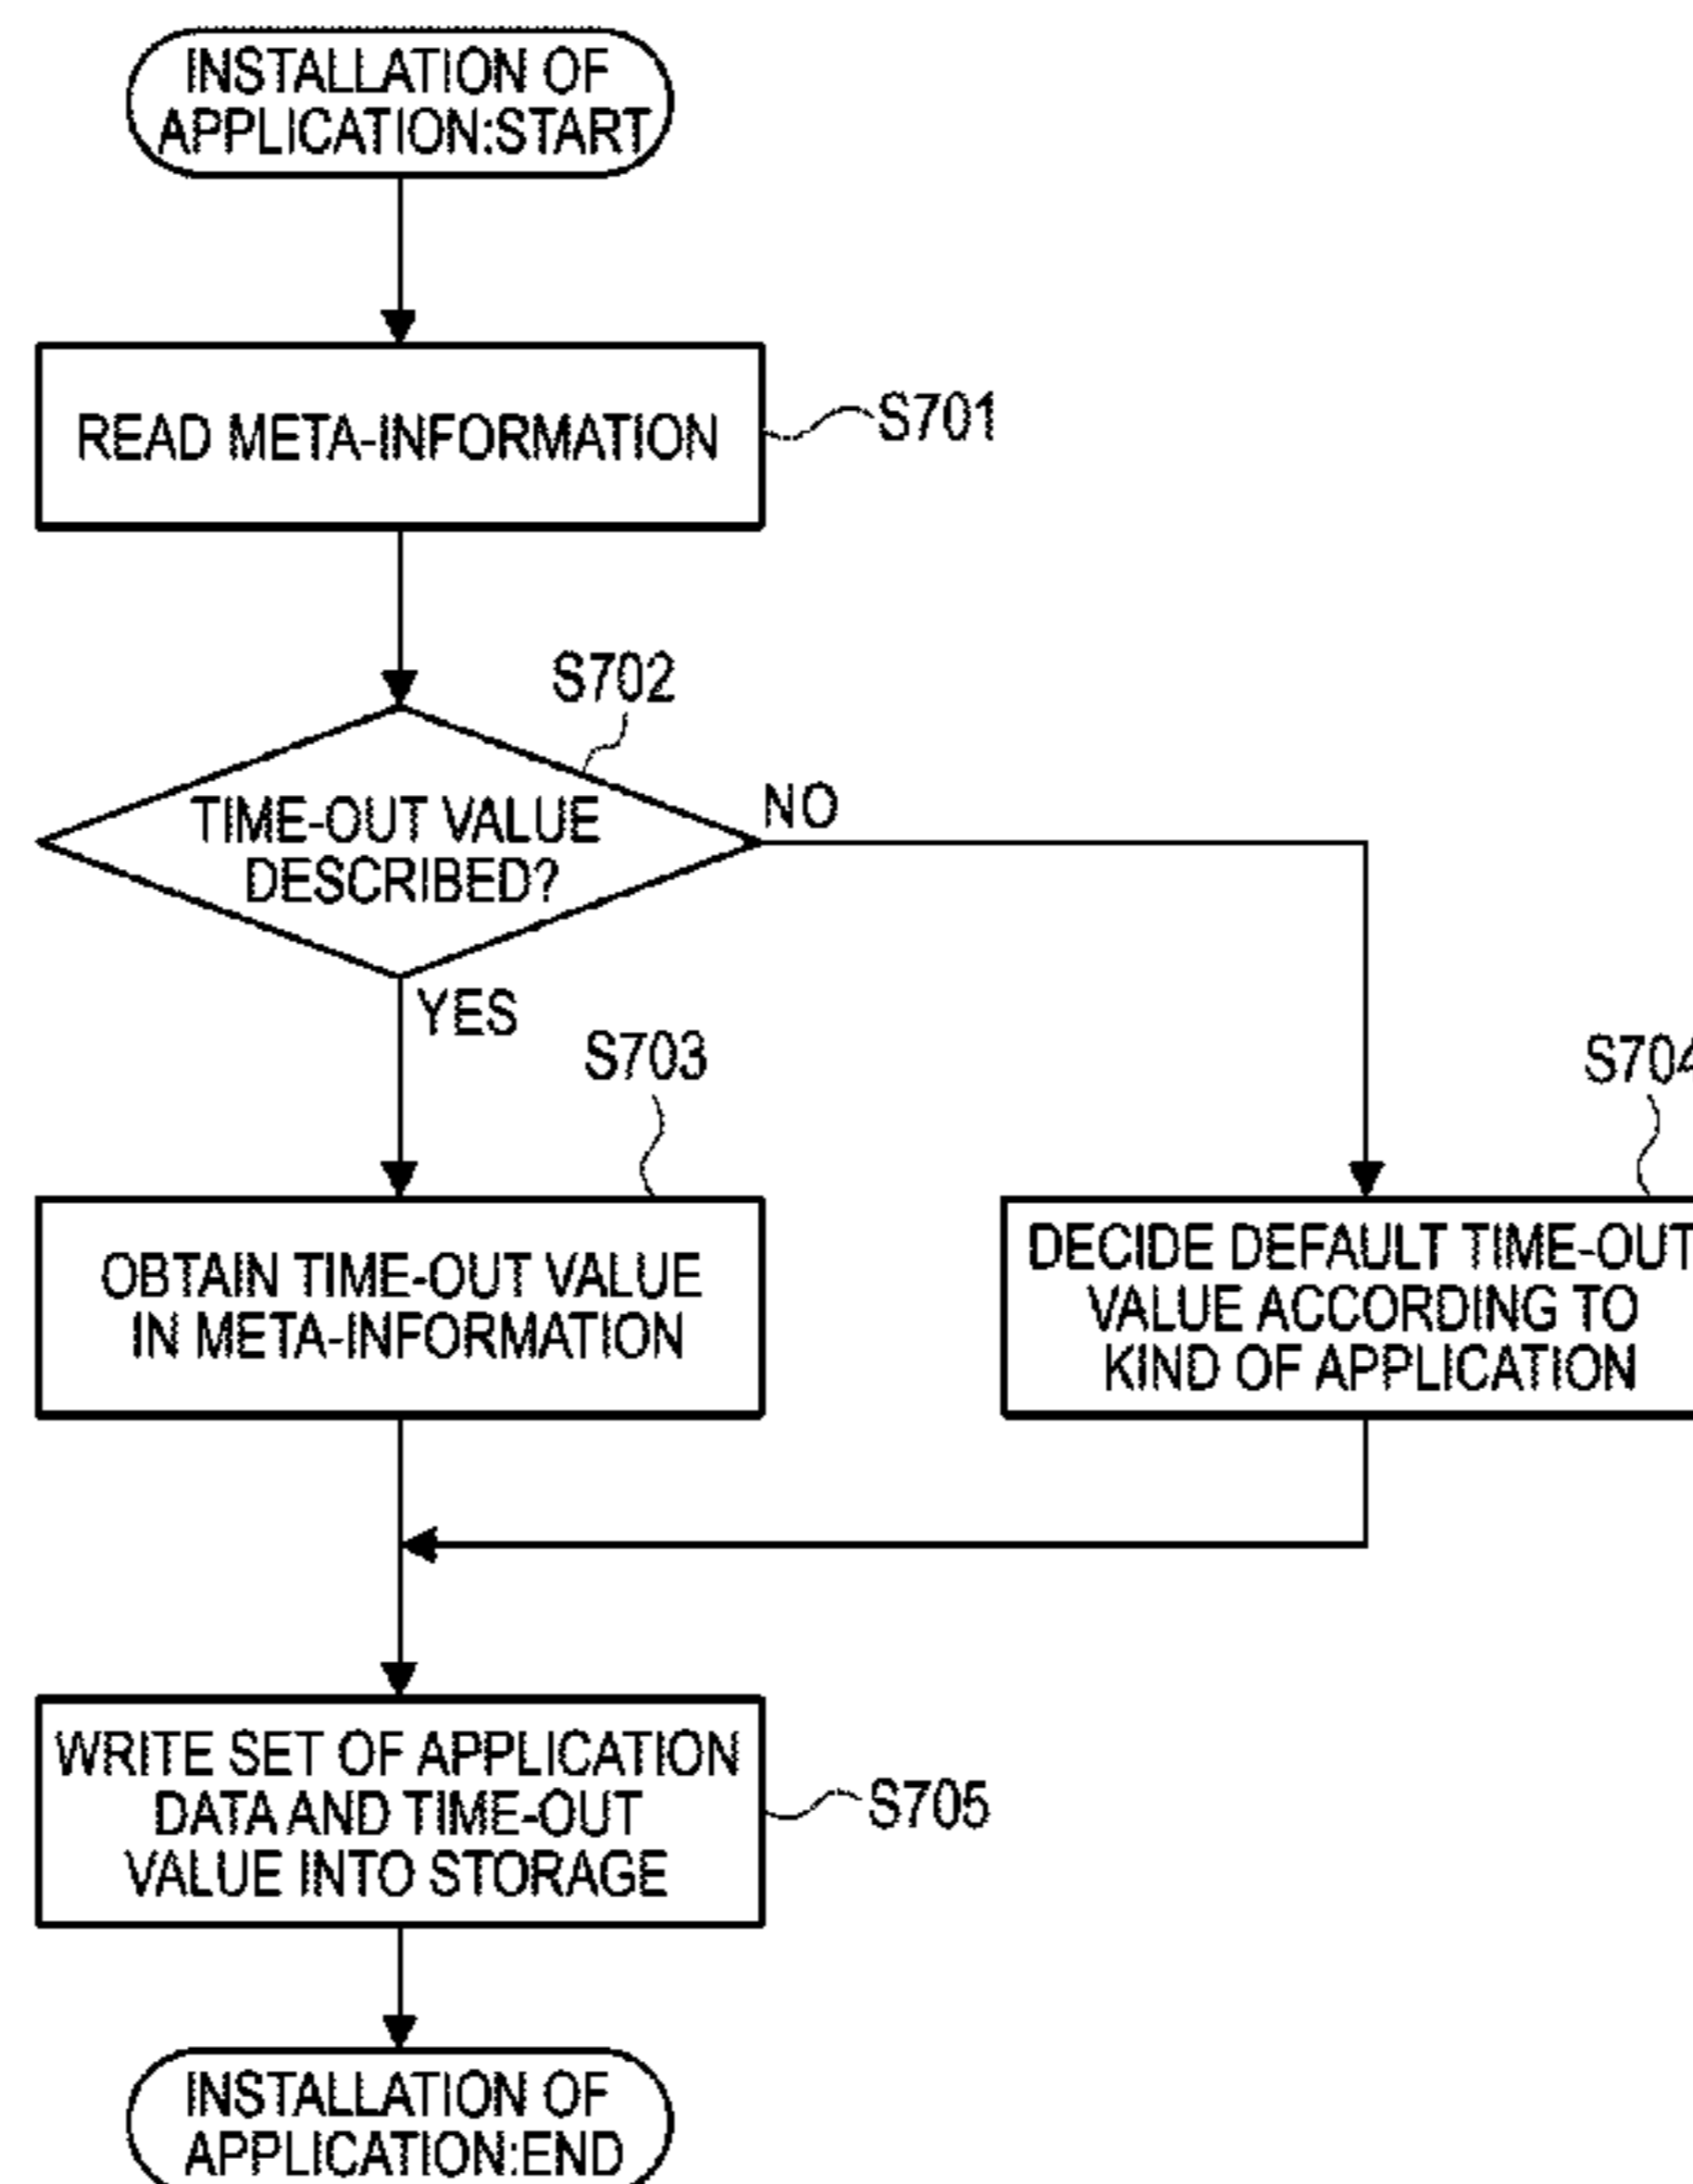 INSTALLATION OF
APPLICATION:START
READ META-INFORMATION
S701
S702
TIME-OUT VALUE
DESCRIBED?
NO
YES
S703
S704
OBTAIN TIME-OUT VALUE
IN META-INFORMATION
DECIDE DEFAULT TIME-OUT
VALUE ACCORDING TO
KIND OF APPLICATION
WRITE SET OF APPLICATION
DATA AND TIME-OUT
VALUE INTO STORAGE
S705
INSTALLATION OF
APPLICATION:END